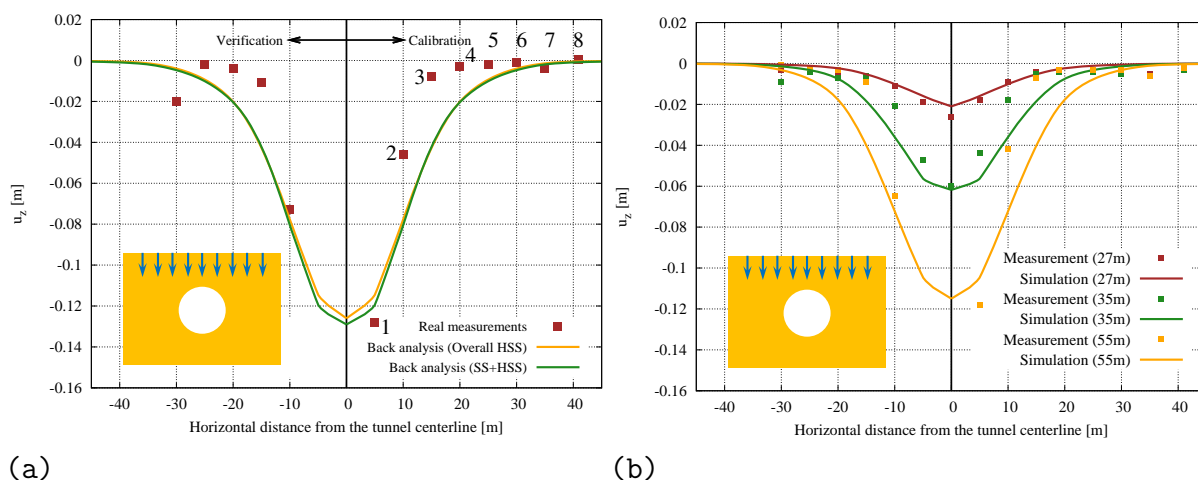 0.02
0
-0.02
-0.04
-0.06
-0.08
-0.1
-0.12
-0.14
-0.16
u_z [m]
Verification
Calibration
1
2
3
4
5
6
7
8
Real measurements
Back analysis (Overall HSS)
Back analysis (SS+HSS)
-40 -30 -20 -10 0 10 20 30 40
Horizontal distance from the tunnel centerline [m]
(a)
0.02
0
-0.02
-0.04
-0.06
-0.08
-0.1
-0.12
-0.14
-0.16
u_z [m]
Measurement (27m)
Simulation (27m)
Measurement (35m)
Simulation (35m)
Measurement (55m)
Simulation (55m)
-40 -30 -20 -10 0 10 20 30 40
Horizontal distance from the tunnel centerline [m]
(b)